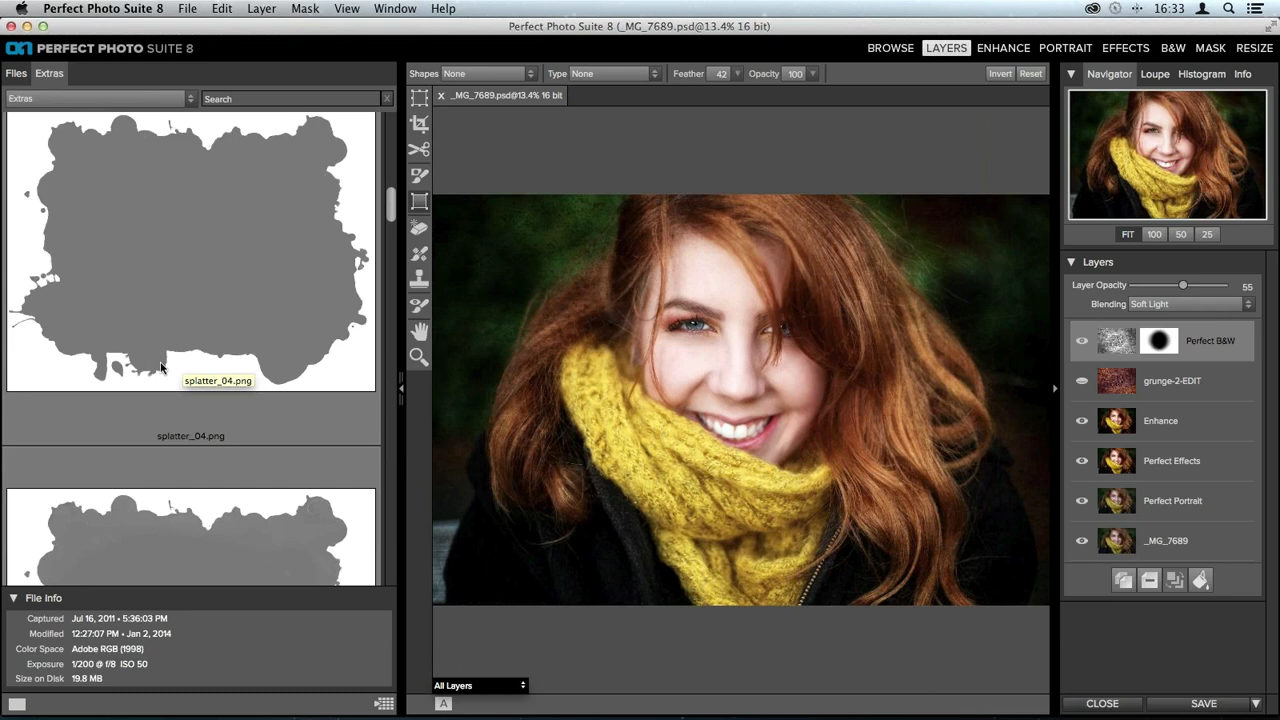 Perfect Photo Suite 8 File Edit Layer Mask View Window Help 16:33
Perfect Photo Suite 8 (_MG_7689.psd@13.4% 16 bit)
on PERFECT PHOTO SUITE 8 BROWSE LAYERS ENHANCE PORTRAIT EFFECTS B&W MASK RESIZE
Files Extras Shapes None Type None Feather 42 Opacity 100 Invert Reset Navigator Loupe Histogram Info
Extras Search X
X _MG_7689.psd@13.4% 16 bit
FIT 100 50 25
Layers
Layer Opacity 55
Blending Soft Light
Perfect B&W
splatter_04.png
grunge-2-EDIT
Enhance
splatter_04.png
Perfect Effects
Perfect Portrait
_MG_7689
File Info
Captured Jul 16, 2011 • 5:36:03 PM
Modified 12:27:07 PM • Jan 2, 2014
Color Space Adobe RGB (1998)
Exposure 1/200 @ f/8 ISO 50
Size on Disk 19.8 MB
All Layers
A CLOSE SAVE